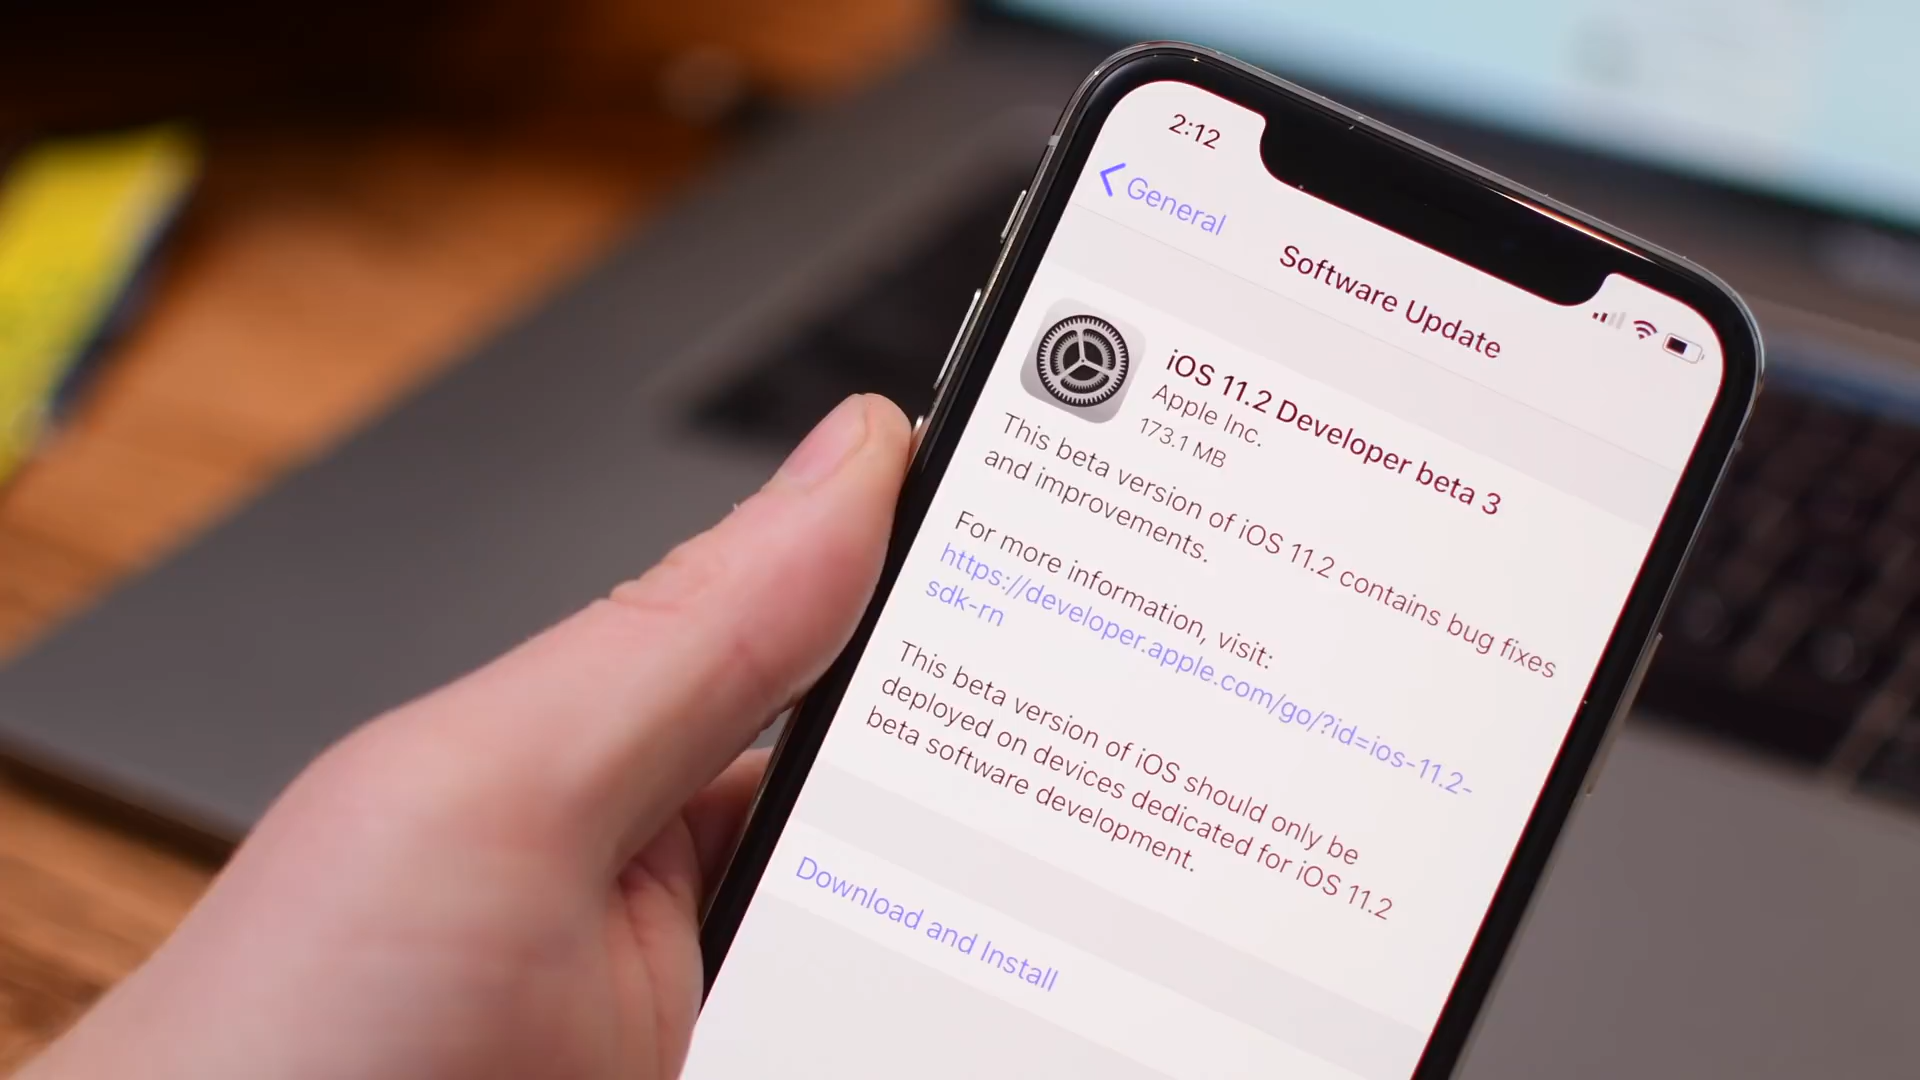 2:12
General
Software Update
iOS 11.2 Developer beta 3
Apple Inc.
173.1 MB
This beta version of iOS 11.2 contains bug fixes
and improvements.
For more information, visit:
https://developer.apple.com/go/?id=ios-11.2-
sdk-rn
This beta version of iOS should only be
deployed on devices dedicated for iOS 11.2
beta software development.
Download and Install